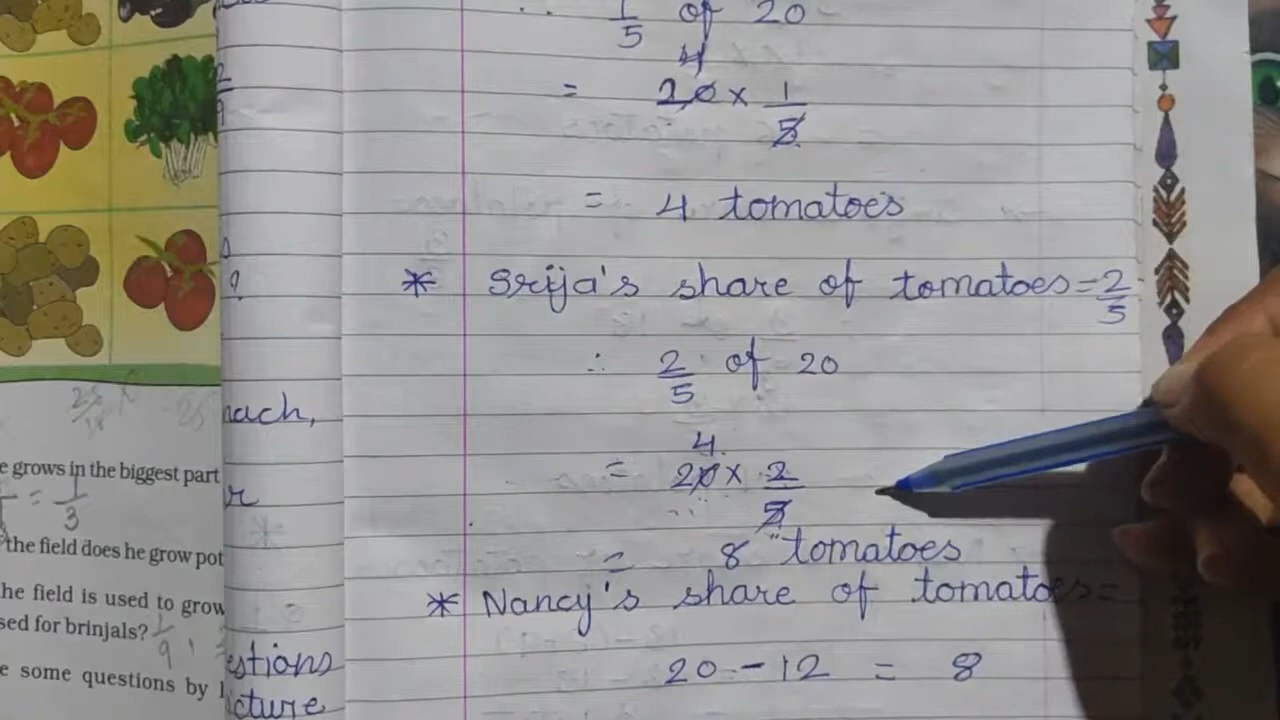 ∴ 1/5 of 20
4
= 20 × 1/5
= 4 tomatoes
* Srija's share of tomatoes = 2/5
∴ 2/5 of 20
4
= 20 × 2/5
= 8 tomatoes
* Nancy's share of tomatoes =
20 - 12 = 8
nach,
estions
cture
e grows in the biggest part
= 1/3
the field does he grow pot
he field is used to grow
sed for brinjals? 1/9
e some questions by l